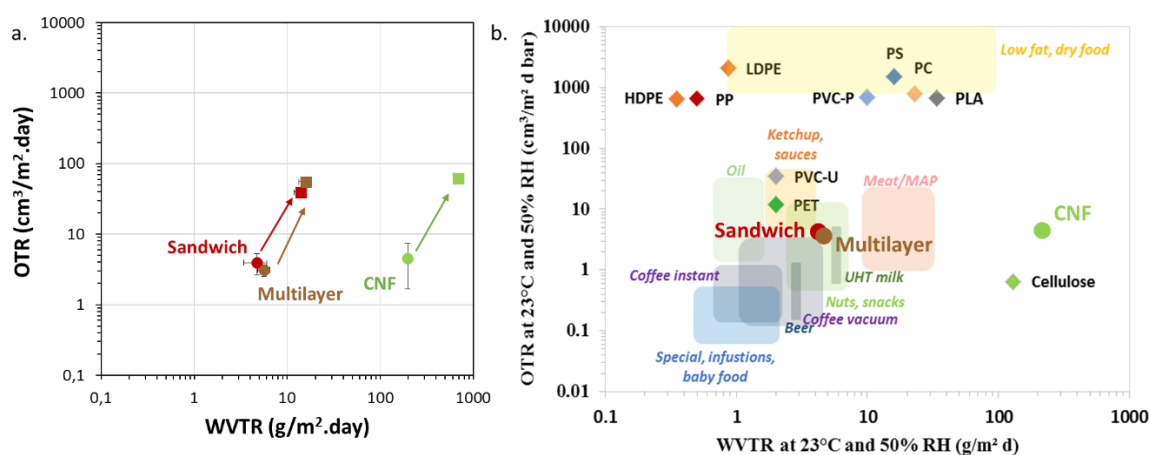 a.
OTR (cm³/m².day)
10000
1000
100
10
1
0,1
Sandwich
Multilayer
CNF
0,1
1
10
100
1000
WVTR (g/m².day)
b.
OTR at 23°C and 50% RH (cm³/m² d bar)
10000
1000
100
10
1
0.1
0.01
Low fat, dry food
PS
LDPE
PC
HDPE
PP
PVC-P
PLA
Ketchup,
sauces
Oil
PVC-U
Meat/MAP
PET
CNF
Sandwich
Multilayer
Coffee instant
UHT milk
Cellulose
Nuts, snacks
Coffee vacuum
Beer
Special, infustions,
baby food
0.1
1
10
100
1000
WVTR at 23°C and 50% RH (g/m² d)